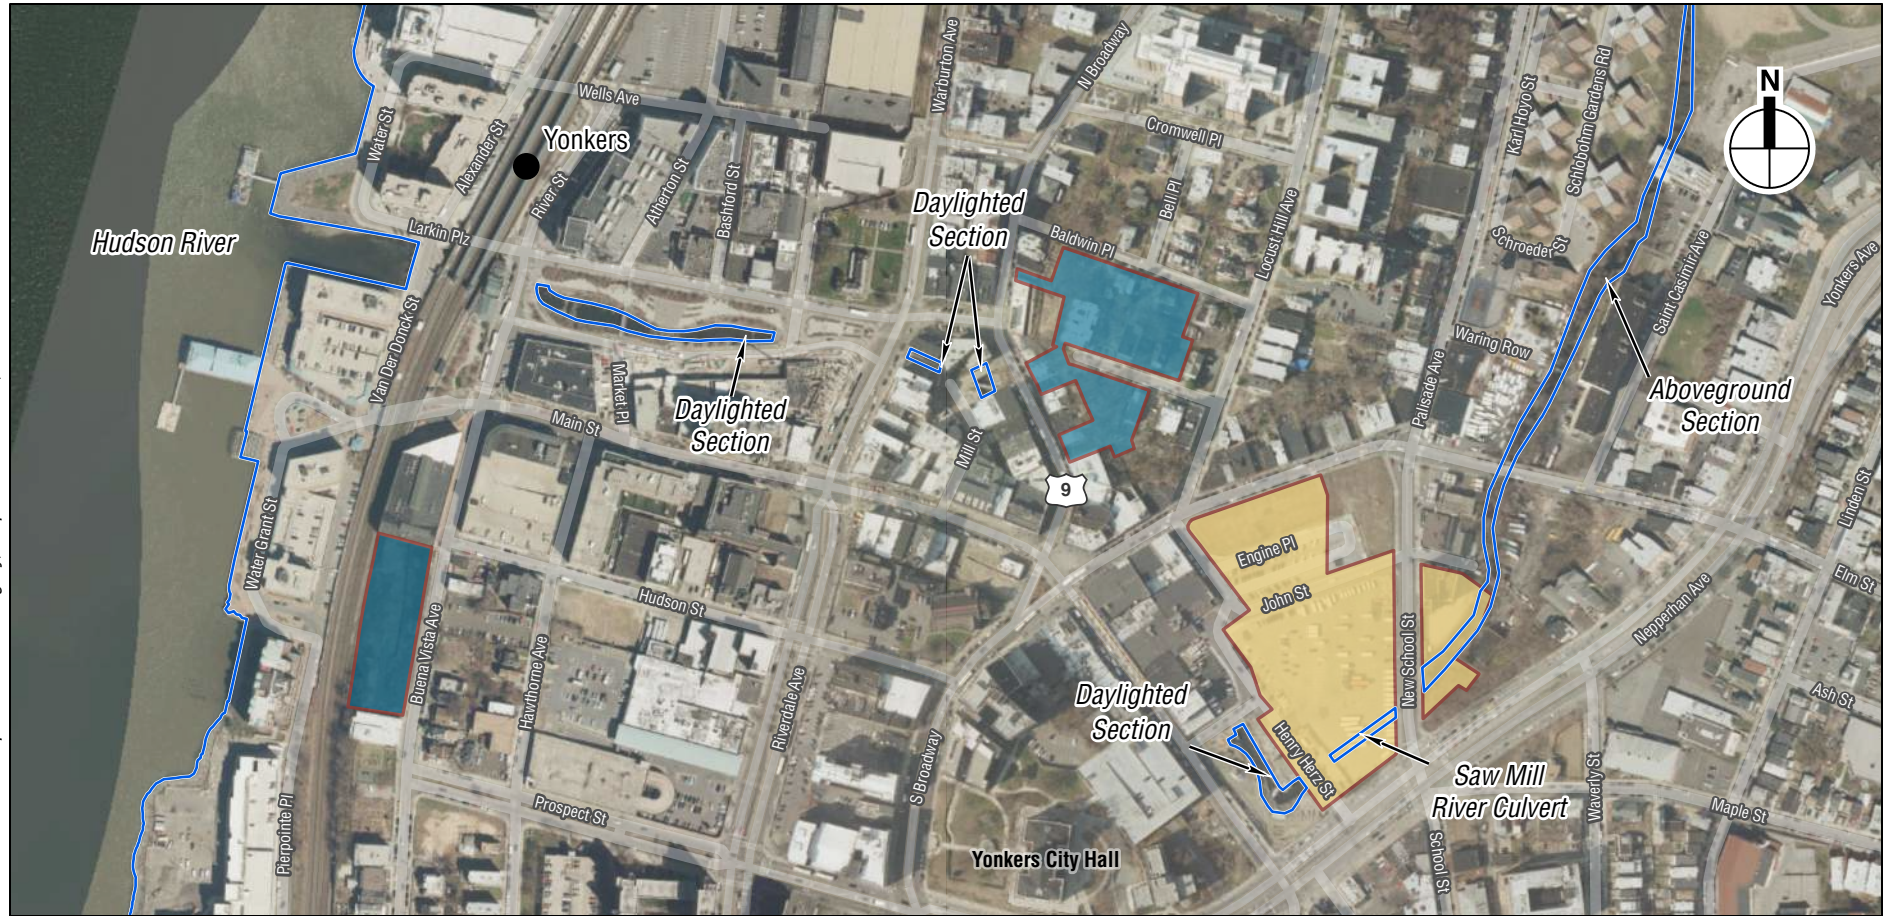 Wells Ave
Warburton Ave
N Broadway
N
Water St
Alexander St
Yonkers
River St
Atherton St
Bashford St
Cromwell Pl
Bell Pl
Locust Hill Ave
Karl Hoyo St
Schlobohm Gardens Rd
Schroeder St
Saint Casimir Ave
Yonkers Ave
Hudson River
Larkin Plz
Daylighted
Section
Baldwin Pl
Van Der Donck St
Market Pl
Daylighted
Section
Main St
Mill St
9
Palisade Ave
Waring Row
Aboveground
Section
Linden St
Elm St
Water Grant St
Buena Vista Ave
Hudson St
Hawthorne Ave
Riverdale Ave
S Broadway
Engine Pl
John St
New School St
Nepperhan Ave
Ash St
Daylighted
Section
Henry Herz St
Saw Mill
River Culvert
Waverly St
Maple St
School St
Pierpointe Pl
Prospect St
Yonkers City Hall